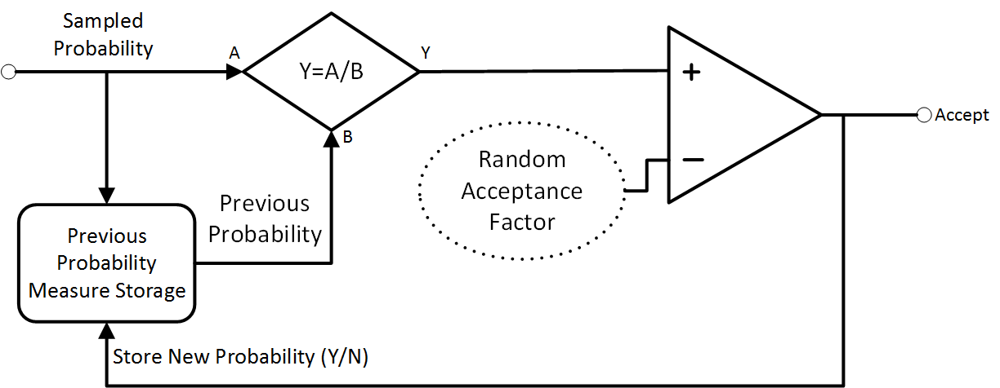 Sampled
Probability
A
Y=A/B
Y
B
+
−
Accept
Random
Acceptance
Factor
Previous
Probability
Previous
Probability
Measure Storage
Store New Probability (Y/N)